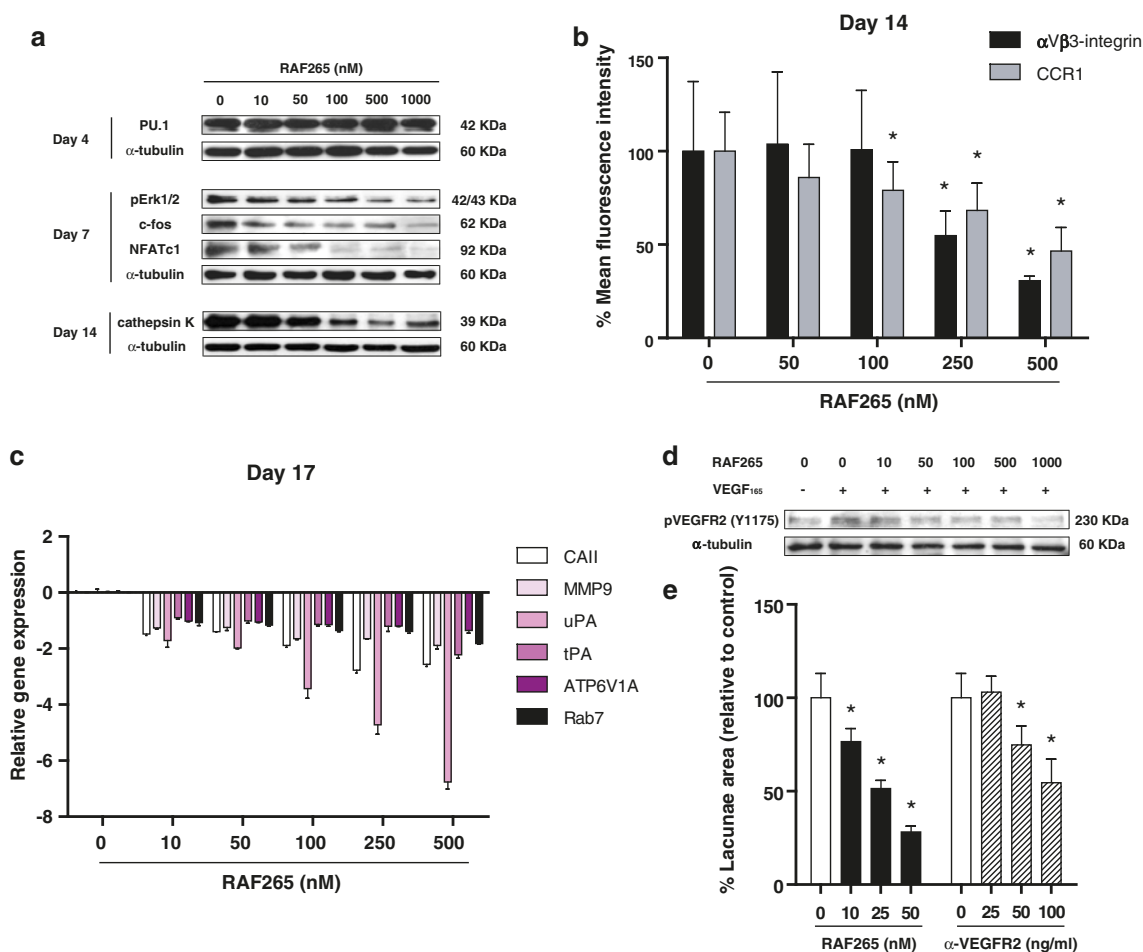 a
RAF265 (nM)
0 10 50 100 500 1000
Day 4
PU.1 42 KDa
α-tubulin 60 KDa
Day 7
pErk1/2 42/43 KDa
c-fos 62 KDa
NFATc1 92 KDa
α-tubulin 60 KDa
Day 14
cathepsin K 39 KDa
α-tubulin 60 KDa
b
Day 14
αVβ3-integrin
CCR1
% Mean fluorescence intensity
150
100
50
0
* * * * *
0 50 100 250 500
RAF265 (nM)
c
Day 17
Relative gene expression
2
0
-2
-4
-6
-8
CAII
MMP9
uPA
tPA
ATP6V1A
Rab7
0 10 50 100 250 500
RAF265 (nM)
d
RAF265 0 0 10 50 100 500 1000
VEGF₁₆₅ - + + + + + +
pVEGFR2 (Y1175) 230 KDa
α-tubulin 60 KDa
e
% Lacunae area (relative to control)
150
100
50
0
* * * * *
0 10 25 50 0 25 50 100
RAF265 (nM) α-VEGFR2 (ng/ml)